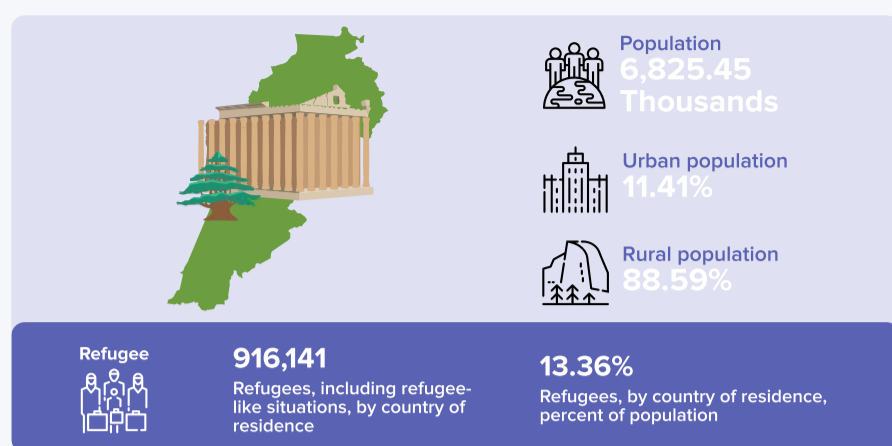 Population
6,825.45
Thousands
Urban population
11.41%
Rural population
88.59%
Refugee
916,141
Refugees, including refugee-
like situations, by country of
residence
13.36%
Refugees, by country of residence,
percent of population